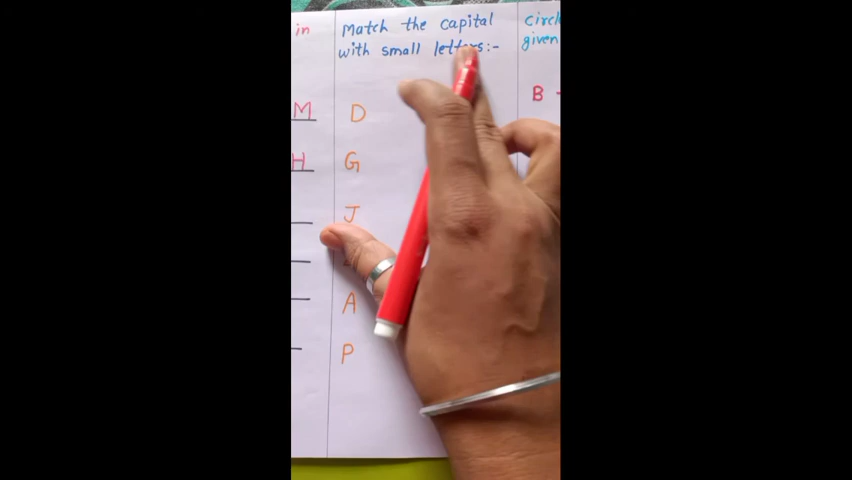 in
M
H
Match the capital
with small letters:-
D
G
J
A
P
circl
given
B -